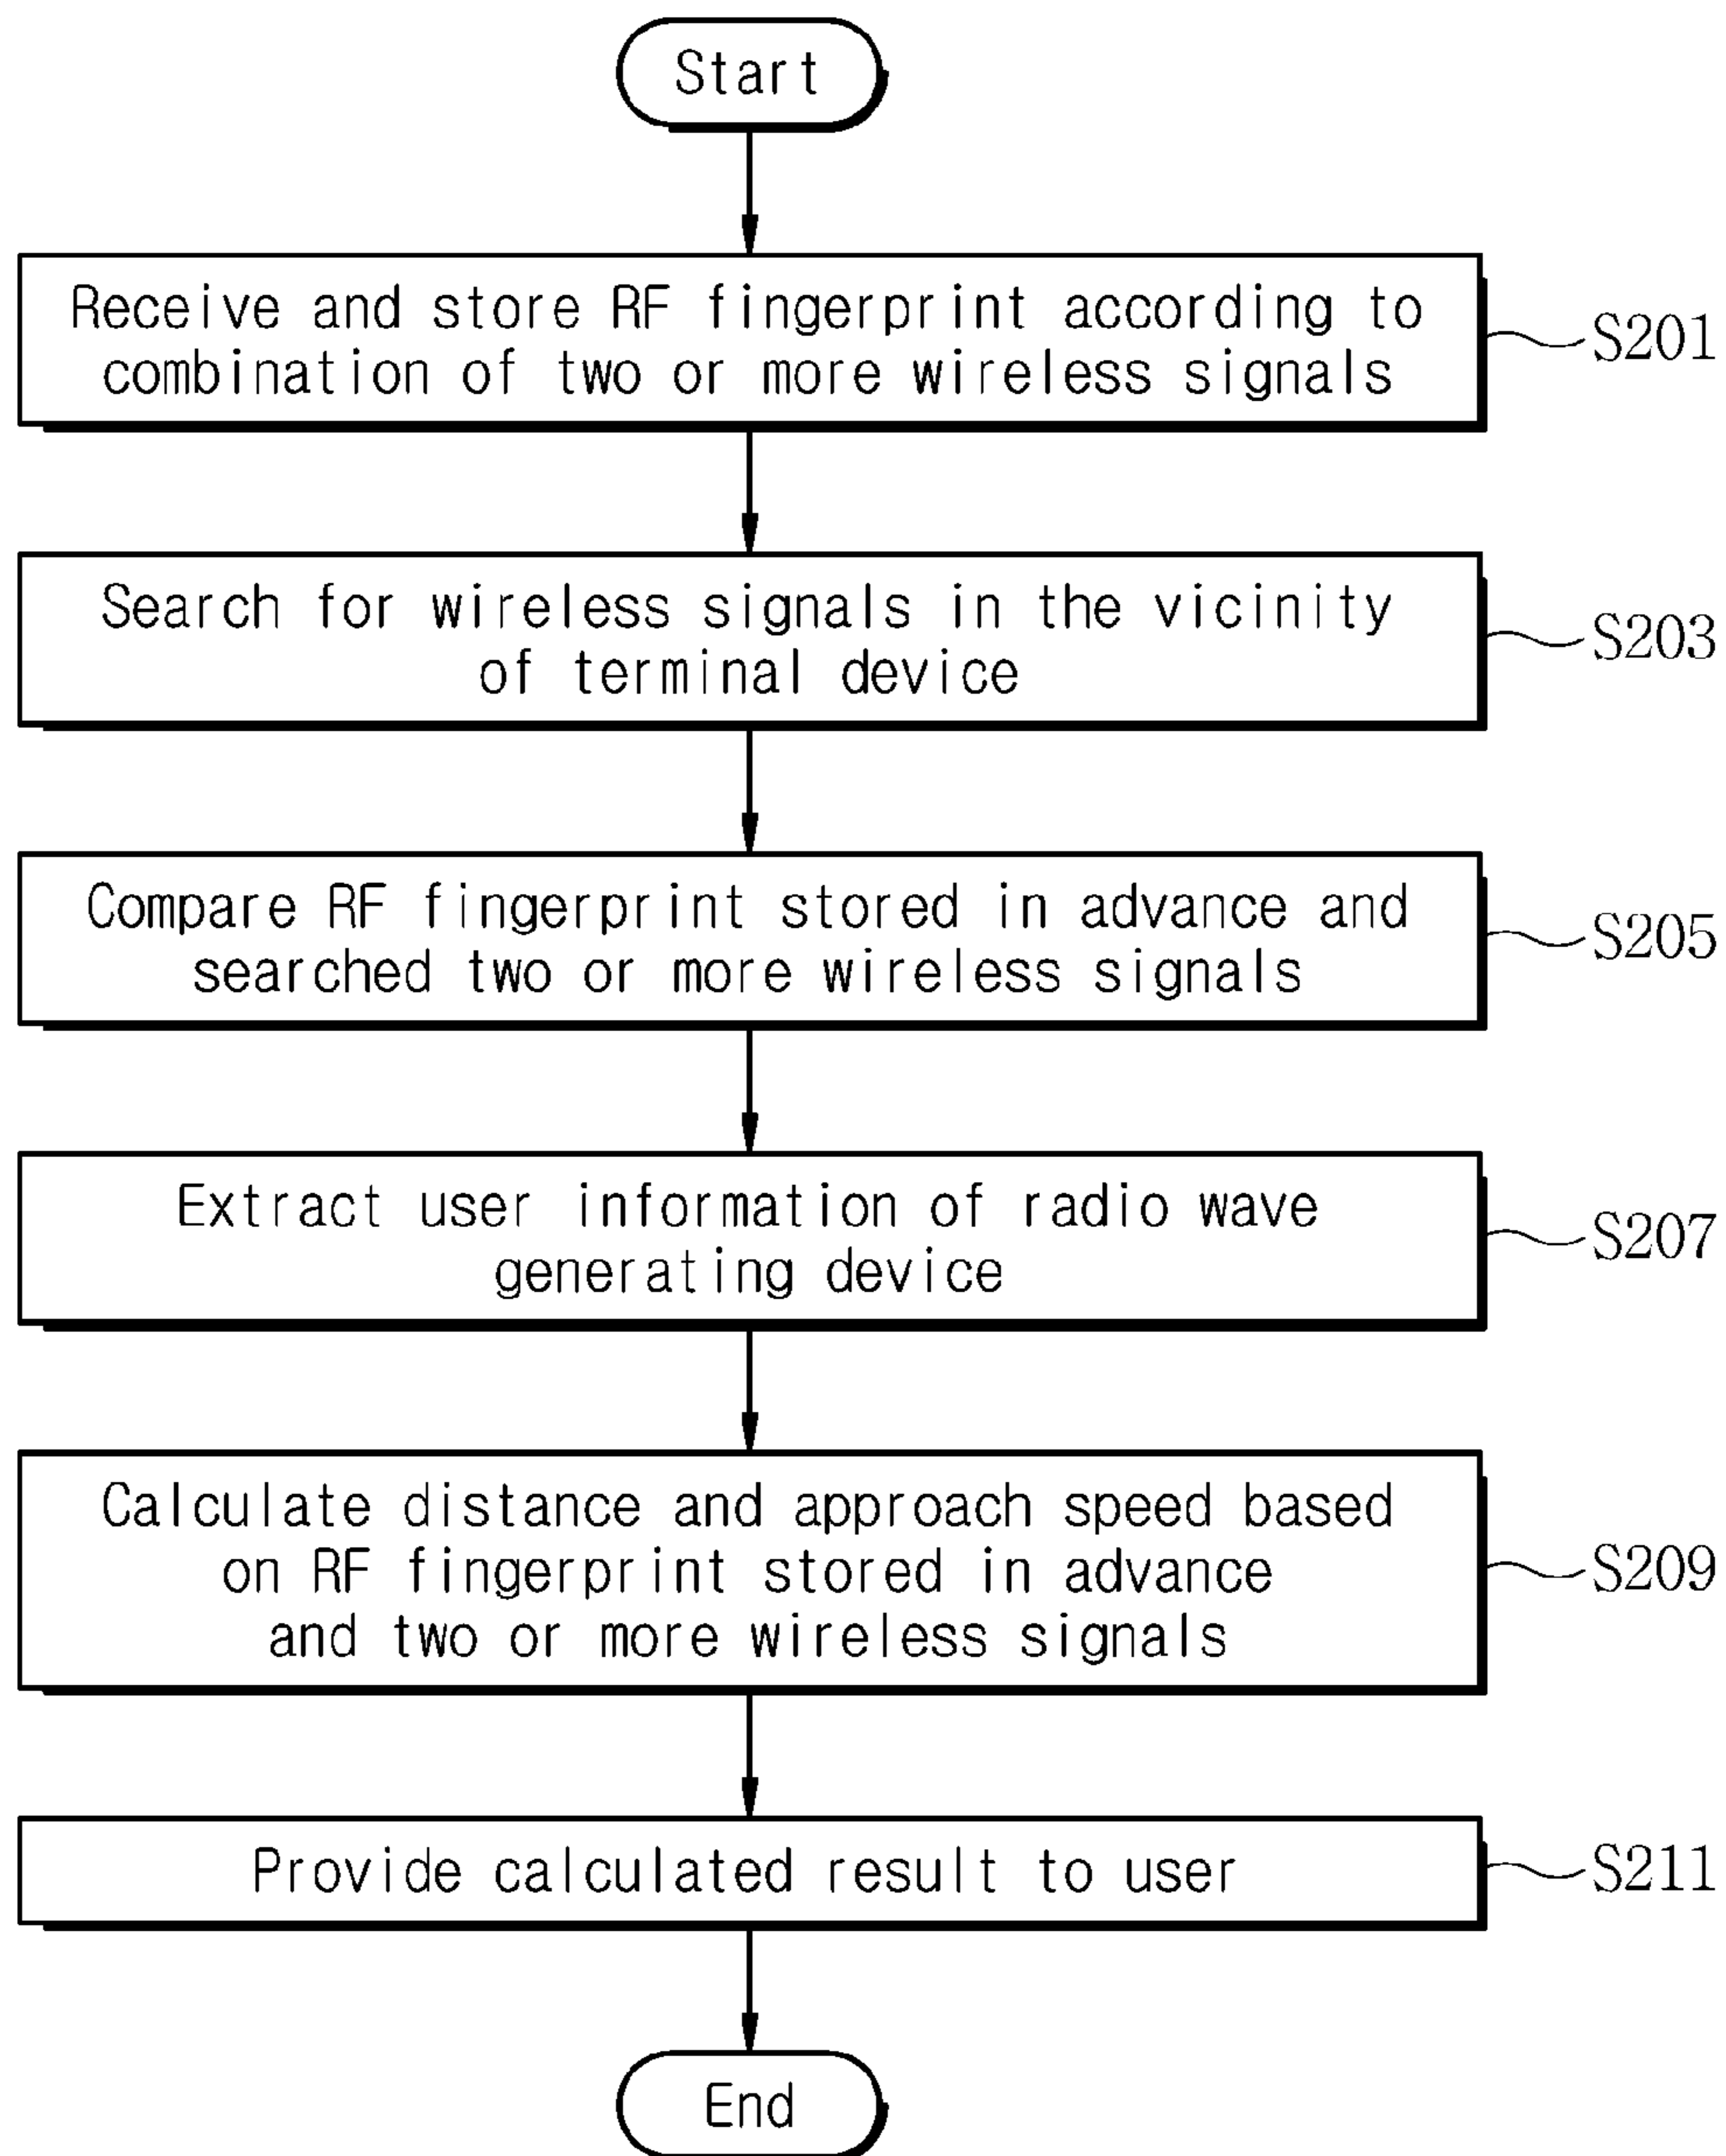 Start
Receive and store RF fingerprint according to
combination of two or more wireless signals
S201
Search for wireless signals in the vicinity
of terminal device
S203
Compare RF fingerprint stored in advance and
searched two or more wireless signals
S205
Extract user information of radio wave
generating device
S207
Calculate distance and approach speed based
on RF fingerprint stored in advance
and two or more wireless signals
S209
Provide calculated result to user
S211
End